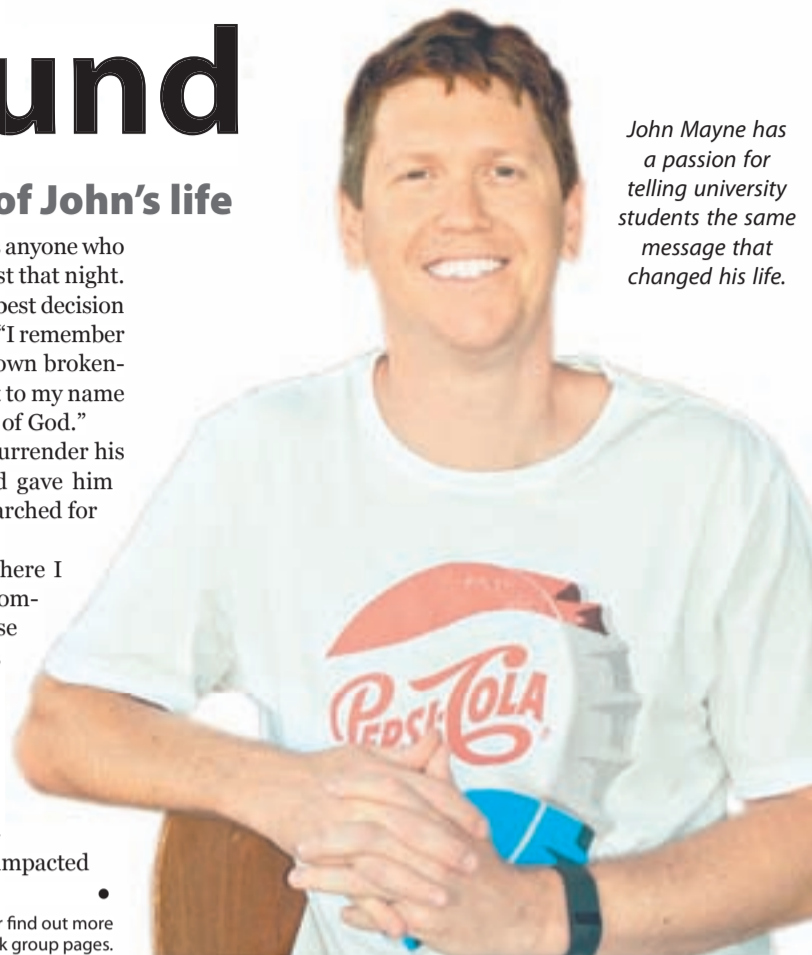 und
of John’s life
anyone who
st that night.
best decision
“I remember
own broken-
to my name
of God.”
urrender his
d gave him
arched for
here I
om-
se
impacted
•
r find out more
k group pages.
John Mayne has
a passion for
telling university
students the same
message that
changed his life.
PEPSI-COLA